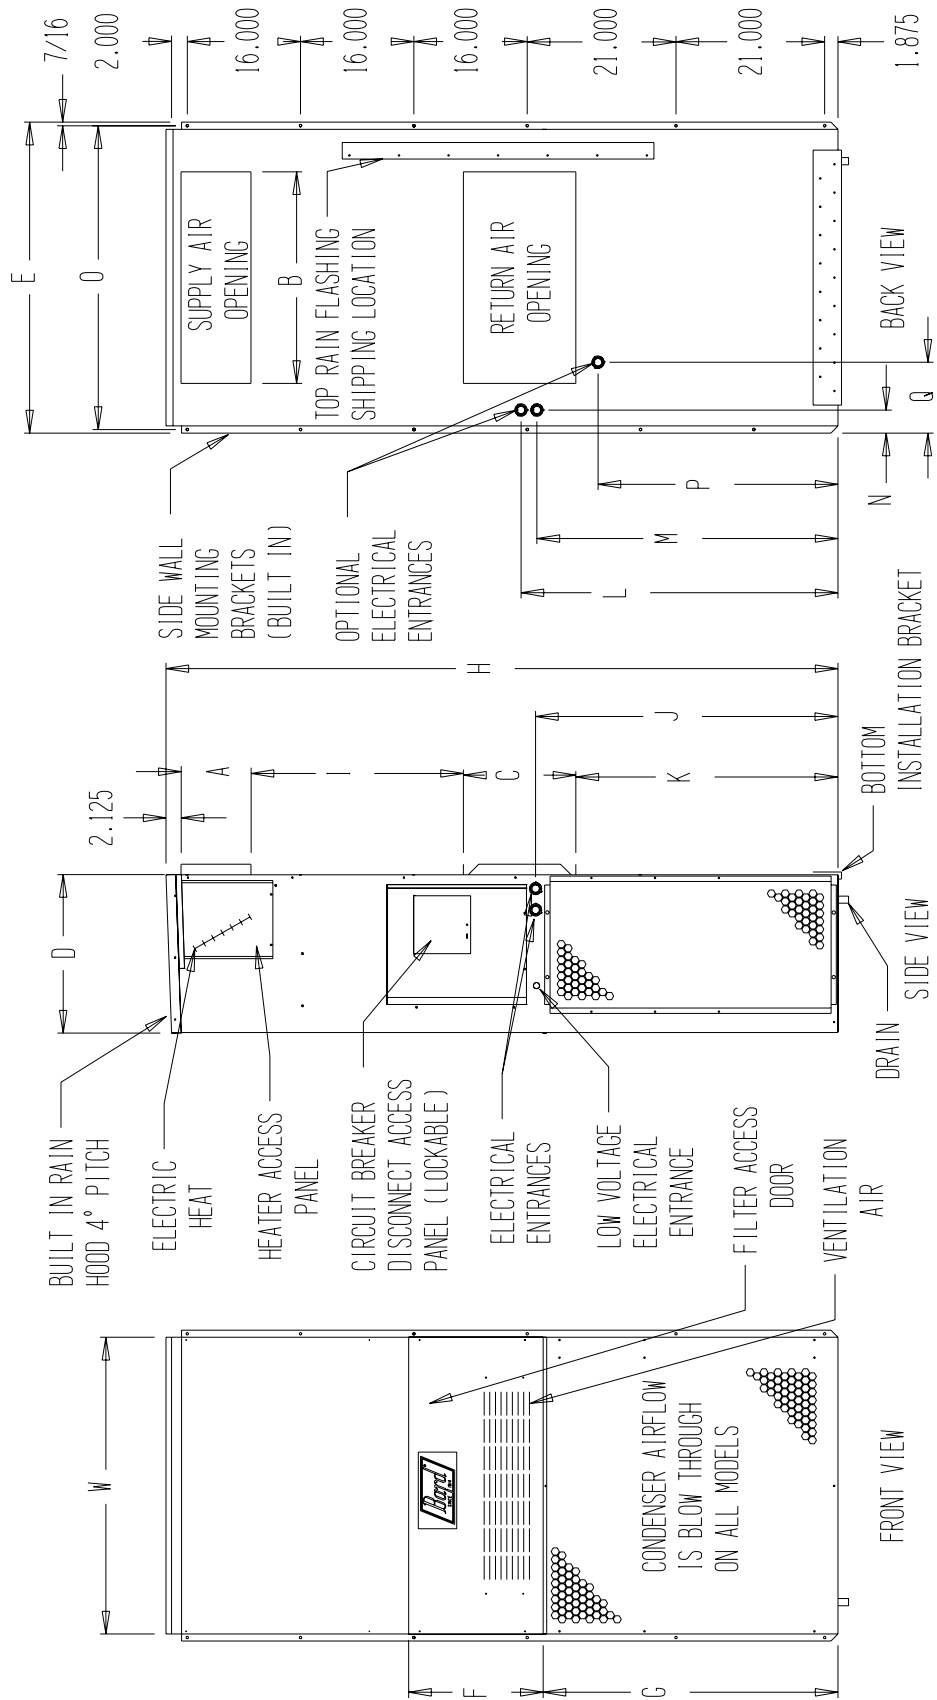 W
F
G
CONDENSER AIRFLOW
IS BLOW THROUGH
ON ALL MODELS
Bard
FRONT VIEW
FILTER ACCESS
DOOR
VENTILATION
AIR
BUILT IN RAIN
HOOD 4° PITCH
ELECTRIC
HEAT
HEATER ACCESS
PANEL
CIRCUIT BREAKER
DISCONNECT ACCESS
PANEL (LOCKABLE)
ELECTRICAL
ENTRANCES
LOW VOLTAGE
ELECTRICAL
ENTRANCE
D
2.125
A
I
C
K
J
H
DRAIN
SIDE VIEW
BOTTOM
INSTALLATION BRACKET
SIDE WALL
MOUNTING
BRACKETS
(BUILT IN)
OPTIONAL
ELECTRICAL
ENTRANCES
L
M
P
N
Q
E
O
SUPPLY AIR
OPENING
B
TOP RAIN FLASHING
SHIPPING LOCATION
RETURN AIR
OPENING
BACK VIEW
7/16
2.000
16.000
16.000
16.000
21.000
21.000
1.875